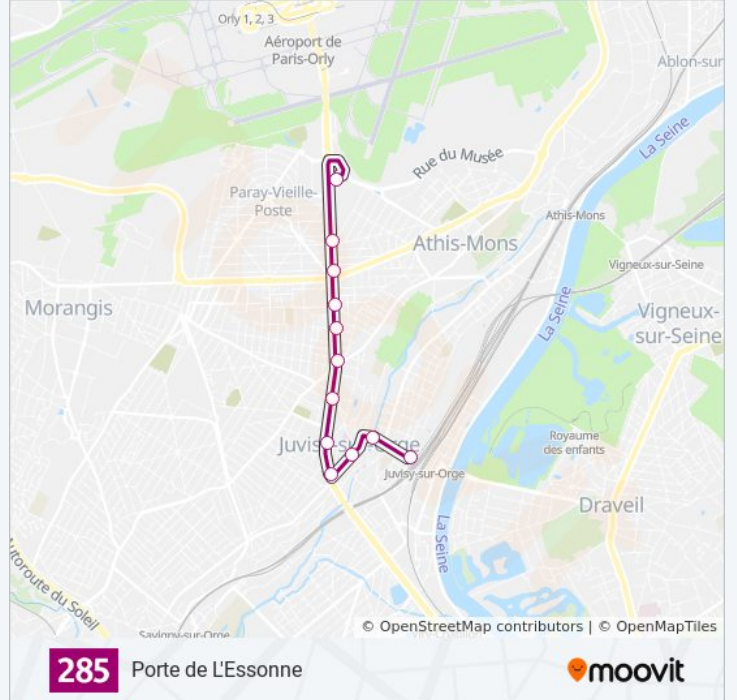 Orly 1, 2, 3
Aéroport de
Paris-Orly
Ablon-sur
La Seine
Rue du Musée
Paray-Vieille-
Poste
Athis-Mons
Athis-Mons
Vigneux-sur-Seine
Morangis
La Seine
Vigneux-
sur-Seine
Juvisy-sur-Orge
Royaume
des enfants
Juvisy-sur-Orge
Draveil
La Seine
Autoroute du Soleil
Savigny-sur-Orge
© OpenStreetMap contributors | © OpenMapTiles
285 Porte de L'Essonne
moovit